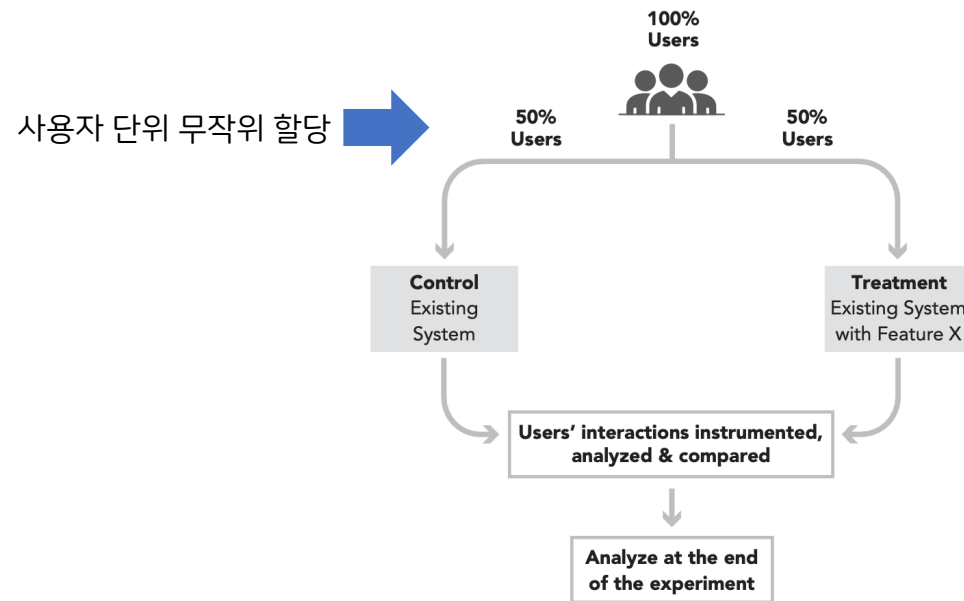 100%
Users
사용자 단위 무작위 할당
50%
Users
50%
Users
Control
Existing
System
Treatment
Existing System
with Feature X
Users' interactions instrumented,
analyzed & compared
Analyze at the end
of the experiment